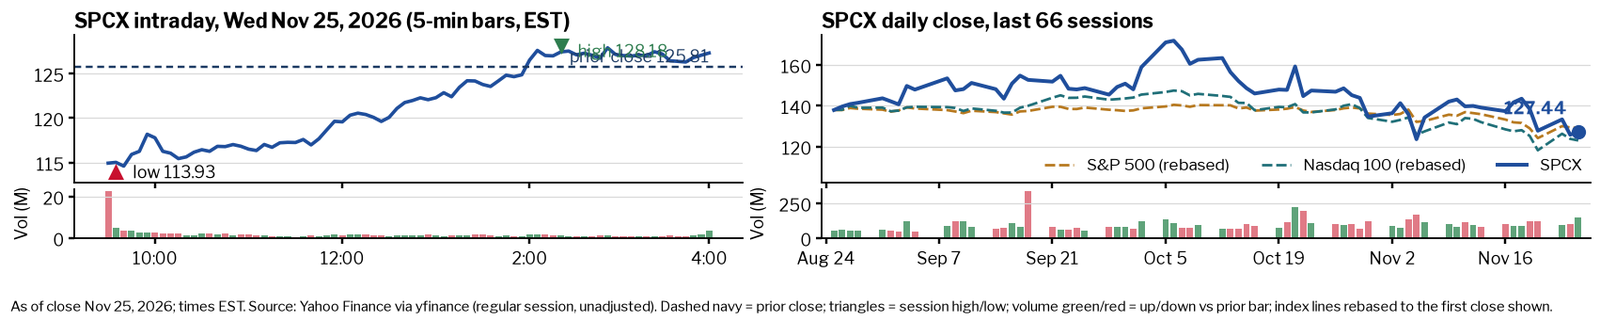 SPCX intraday, Wed Nov 25, 2026 (5-min bars, EST)
high 128.18
prior close 125.81
125
120
115
low 113.93
Vol (M)
20
0
10:00
12:00
2:00
4:00
SPCX daily close, last 66 sessions
160
140
120
127.44
S&P 500 (rebased)
Nasdaq 100 (rebased)
SPCX
Vol (M)
250
0
Aug 24
Sep 7
Sep 21
Oct 5
Oct 19
Nov 2
Nov 16
As of close Nov 25, 2026; times EST. Source: Yahoo Finance via yfinance (regular session, unadjusted). Dashed navy = prior close; triangles = session high/low; volume green/red = up/down vs prior bar; index lines rebased to the first close shown.